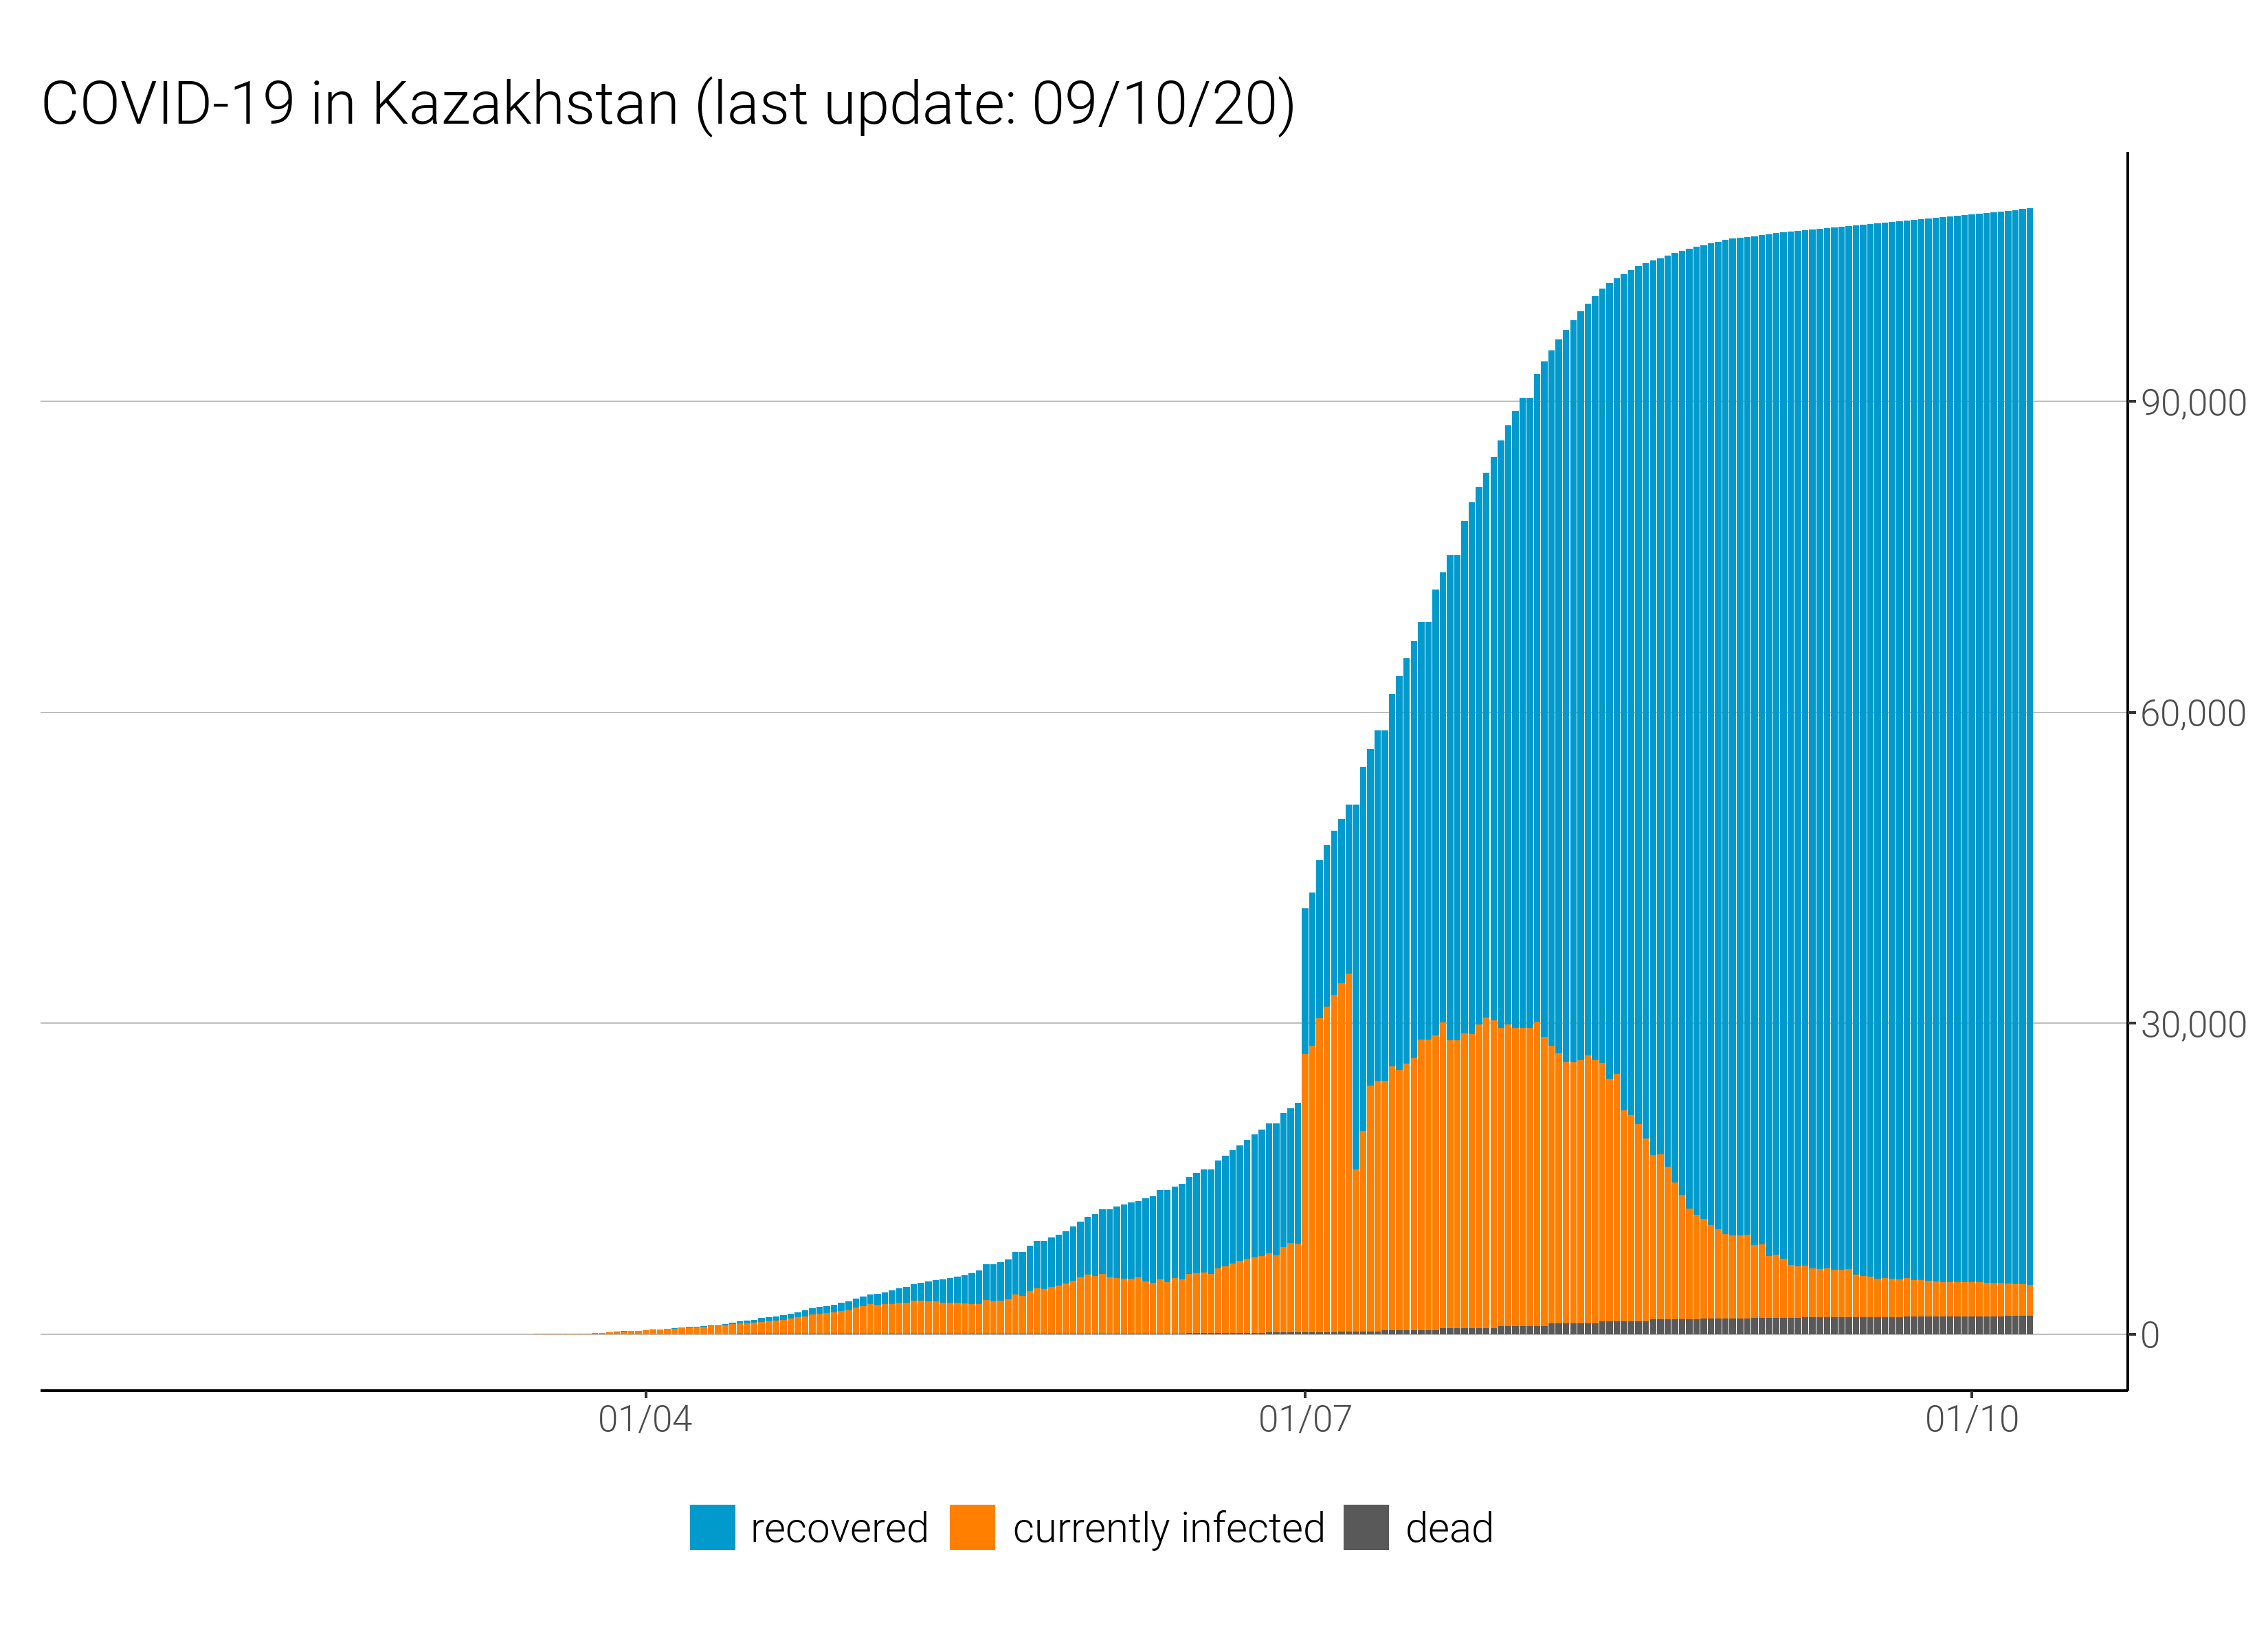 COVID-19 in Kazakhstan (last update: 09/10/20)
90,000
60,000
30,000
0
01/04 01/07 01/10
recovered currently infected dead